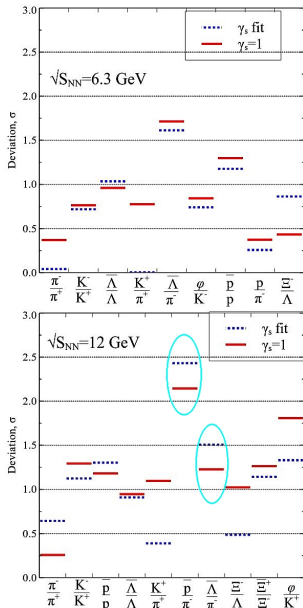 3.0
2.5
2.0
1.5
1.0
0.5
0.0
Deviation, σ
γₛ fit
γₛ=1
√S_NN=6.3 GeV
π⁻/π⁺ K⁻/K⁺ Λ̅/Λ K⁺/π⁺ Λ̅/π⁻ φ/K⁻ p̅/p p/π⁻ Ξ⁻/Λ
3.0
2.5
2.0
1.5
1.0
0.5
0.0
Deviation, σ
γₛ fit
γₛ=1
√S_NN=12 GeV
π⁻/π⁺ K⁻/K⁺ p̅/p Λ̅/Λ K⁺/π⁺ p̅/π⁻ Λ̅/π⁻ Ξ⁻/Λ Ξ̅⁺/Ξ⁻ φ/K⁺